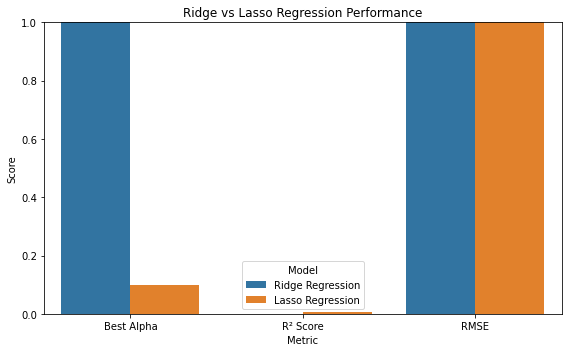 Ridge vs Lasso Regression Performance
1.0
0.8
0.6
0.4
0.2
0.0
Score
Model
Ridge Regression
Lasso Regression
Best Alpha
R² Score
RMSE
Metric